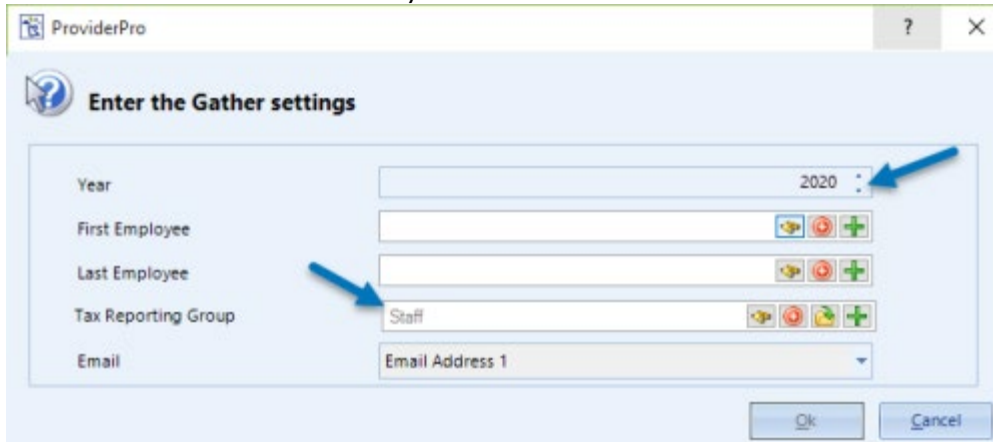 ProviderPro ?
Enter the Gather settings
Year 2020
First Employee
Last Employee
Tax Reporting Group Staff
Email Email Address 1
Ok Cancel